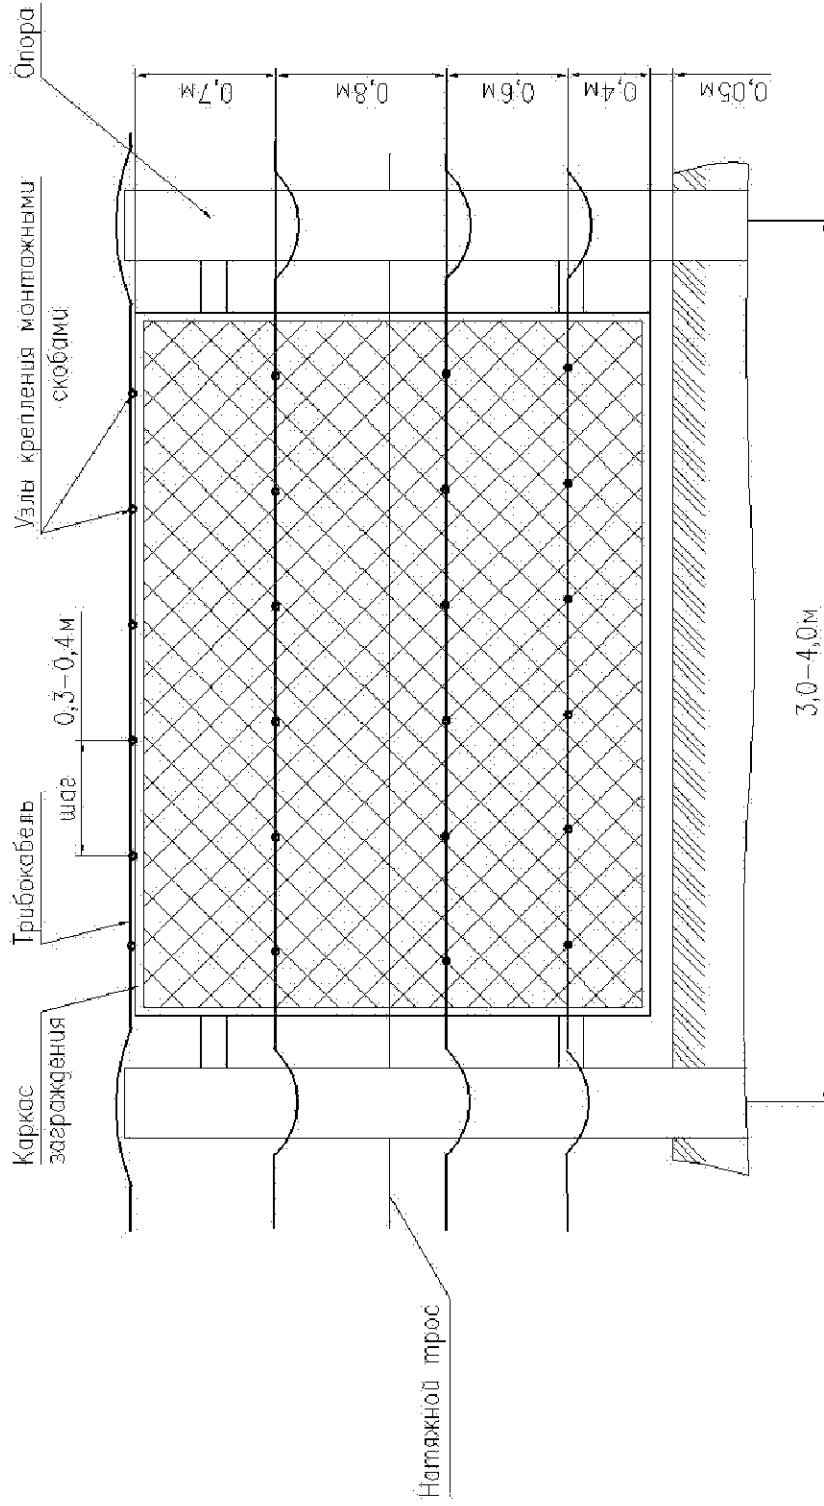 Каркас
заграждения
Трибокабель
шаг
0,3-0,4м
Узлы крепления монтажными
скобами
Опора
0,7м
0,8м
0,6м
0,4м
0,05м
Натяжной трос
3,0-4,0м